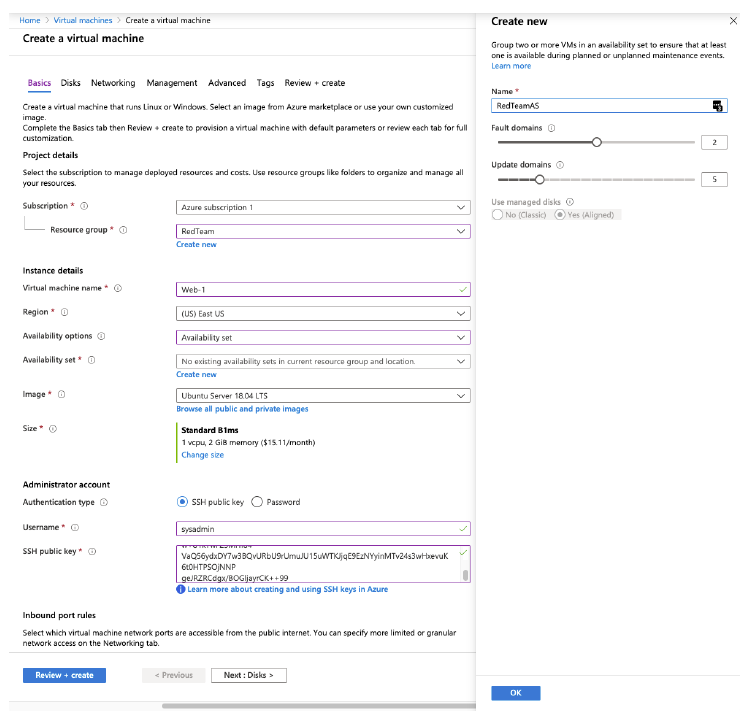 Home > Virtual machines > Create a virtual machine
Create a virtual machine
Basics Disks Networking Management Advanced Tags Review + create
Create a virtual machine that runs Linux or Windows. Select an image from Azure marketplace or use your own customized
image.
Complete the Basics tab then Review + create to provision a virtual machine with default parameters or review each tab for full
customization.
Project details
Select the subscription to manage deployed resources and costs. Use resource groups like folders to organize and manage all
your resources.
Subscription *
Azure subscription 1
Resource group *
RedTeam
Create new
Instance details
Virtual machine name *
Web-1
Region *
(US) East US
Availability options
Availability set
Availability set *
No existing availability sets in current resource group and location.
Create new
Image *
Ubuntu Server 18.04 LTS
Browse all public and private images
Size *
Standard B1ms
1 vcpu, 2 GiB memory ($15.11/month)
Change size
Administrator account
Authentication type
SSH public key Password
Username *
sysadmin
SSH public key *
VaQ56ydxDY7w3BQvURbU9rUmuJU15uWTKJjqE9EzNYyinMTv24s3wHxevuK
6t0HTPSOjNNP
geJRZRCdgx/BOGljayrCK++99
Learn more about creating and using SSH keys in Azure
Inbound port rules
Select which virtual machine network ports are accessible from the public internet. You can specify more limited or granular
network access on the Networking tab.
Review + create
< Previous
Next : Disks >
Create new
Group two or more VMs in an availability set to ensure that at least
one is available during planned or unplanned maintenance events.
Learn more
Name *
RedTeamAS
Fault domains
2
Update domains
5
Use managed disks
No (Classic) Yes (Aligned)
OK